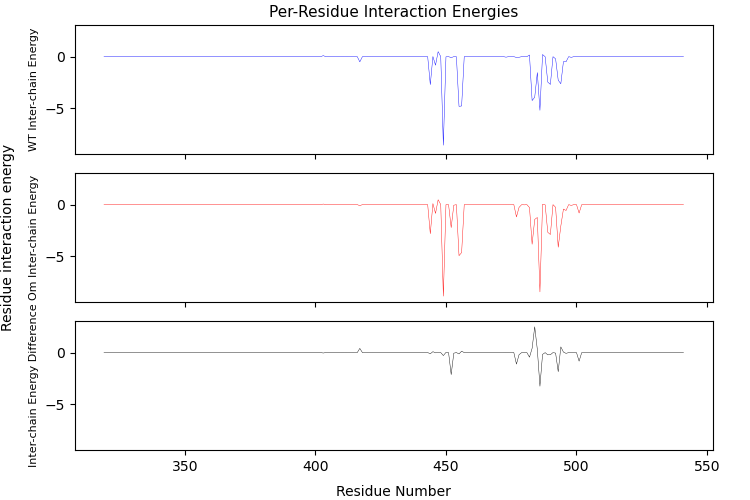 Per-Residue Interaction Energies
Residue interaction energy
WT Inter-chain Energy
0
−5
Om Inter-chain Energy
0
−5
Inter-chain Energy Difference
0
−5
350
400
450
500
550
Residue Number